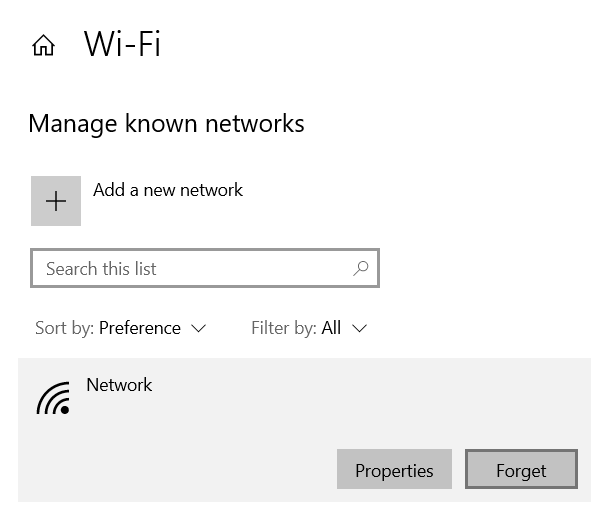 Wi-Fi
Manage known networks
Add a new network
Search this list
Sort by: Preference Filter by: All
Network
Properties Forget